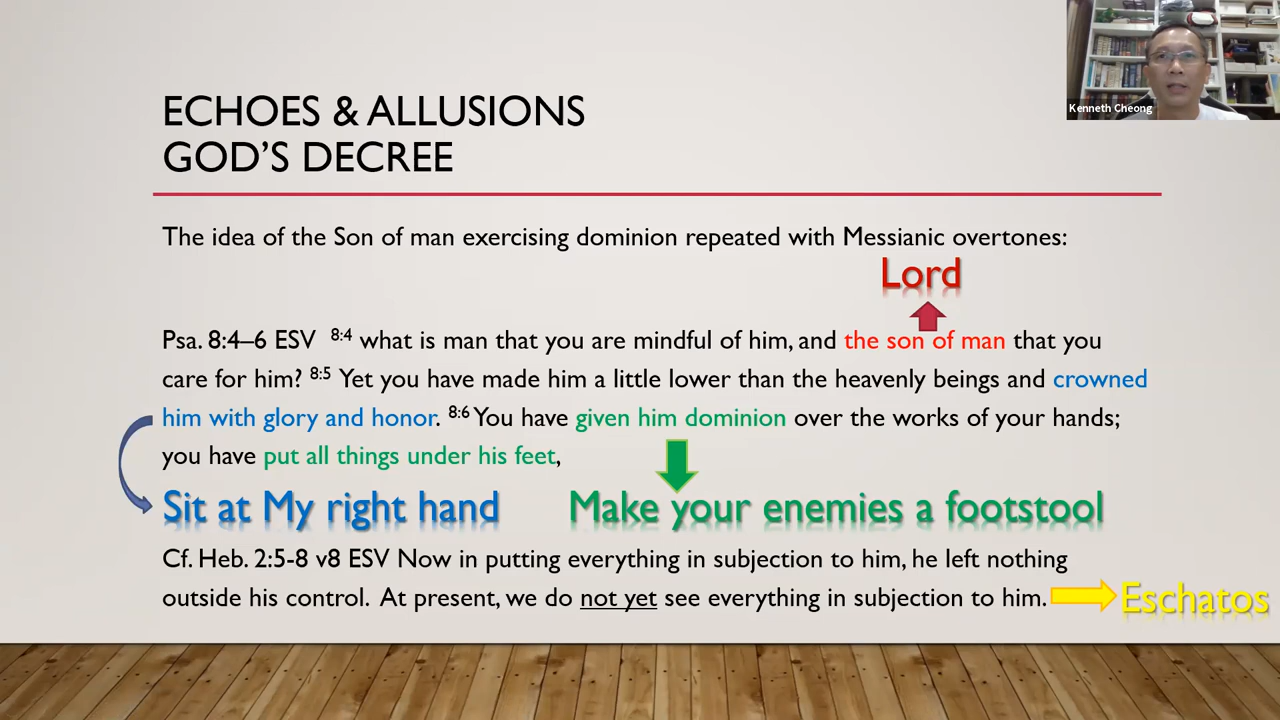 Kenneth Cheong
ECHOES & ALLUSIONS
GOD'S DECREE
The idea of the Son of man exercising dominion repeated with Messianic overtones:
Lord
Psa. 8:4–6 ESV 8:4 what is man that you are mindful of him, and the son of man that you
care for him? 8:5 Yet you have made him a little lower than the heavenly beings and crowned
him with glory and honor. 8:6 You have given him dominion over the works of your hands;
you have put all things under his feet,
Sit at My right hand
Make your enemies a footstool
Cf. Heb. 2:5-8 v8 ESV Now in putting everything in subjection to him, he left nothing
outside his control. At present, we do not yet see everything in subjection to him.
Eschatos